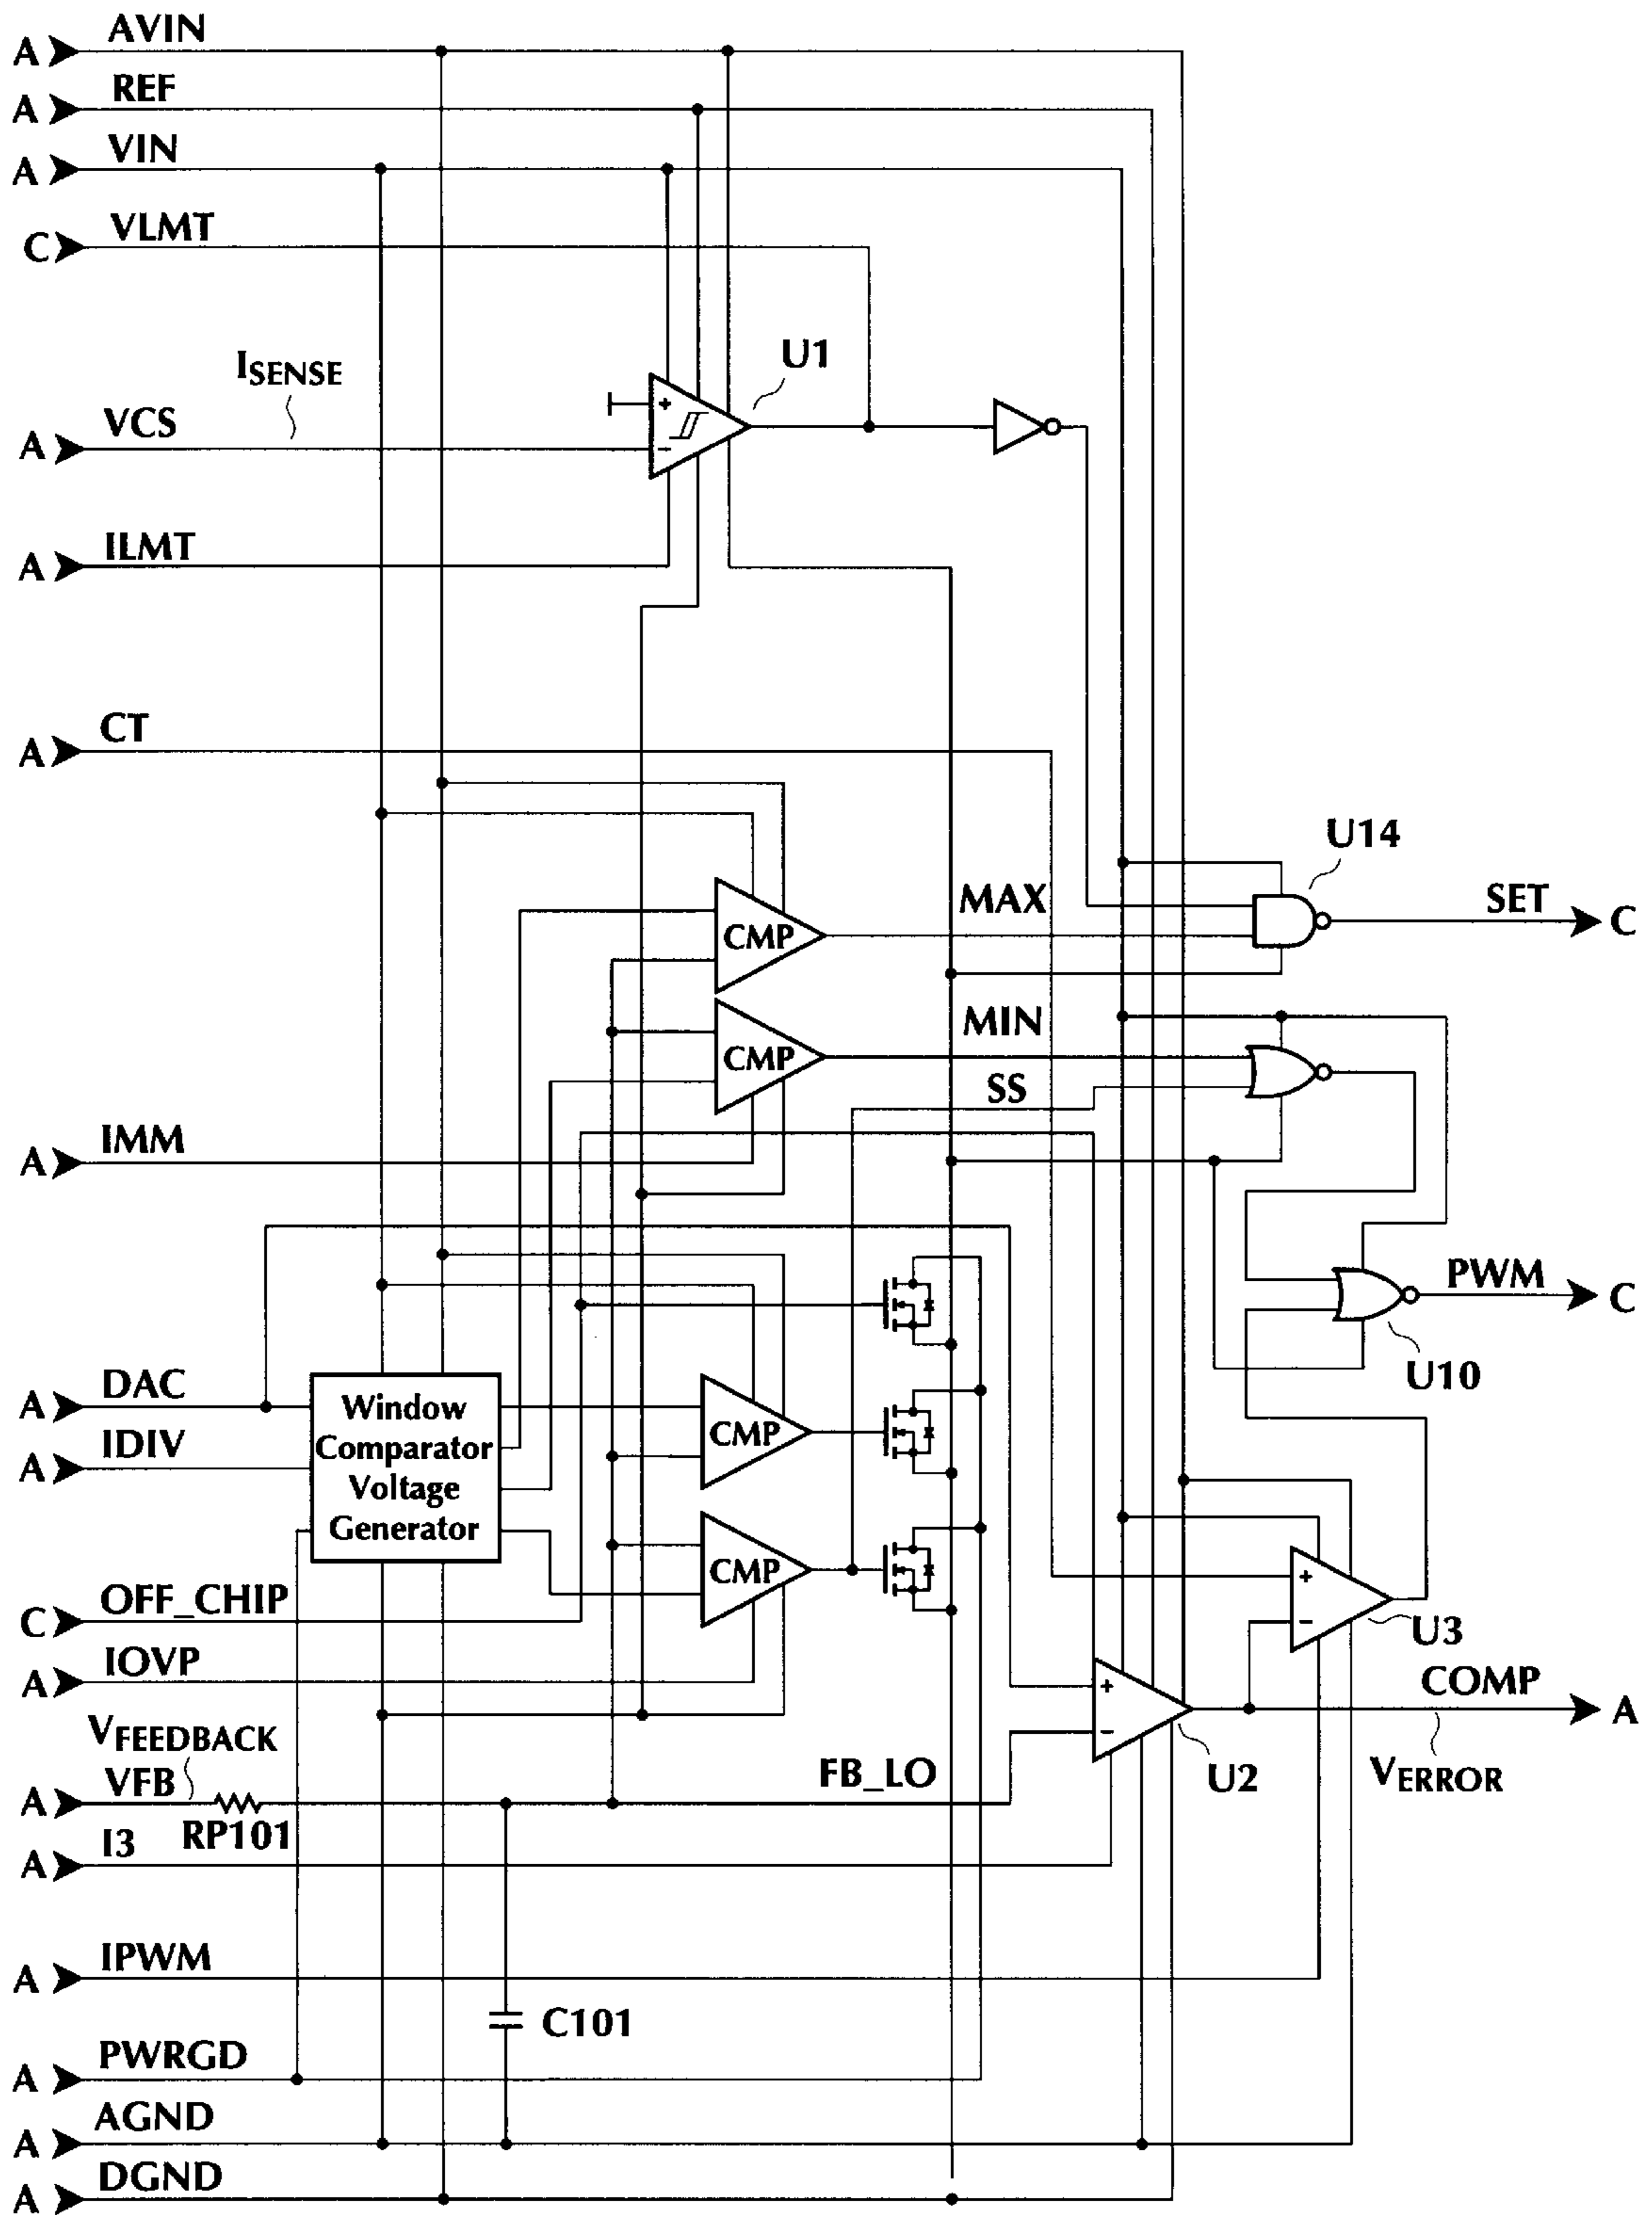 A AVIN
A REF
A VIN
C VLMT
U1
ISENSE
A VCS
+
-
A ILMT
A CT
U14
MAX
SET C
CMP
MIN
CMP
SS
A IMM
PWM C
U10
A DAC
A IDIV
Window
Comparator
Voltage
Generator
CMP
CMP
+
-
U3
C OFF_CHIP
A IOVP
COMP A
+
-
U2
VERROR
VFEEDBACK
A VFB
RP101
FB_LO
A I3
A IPWM
C101
A PWRGD
A AGND
A DGND